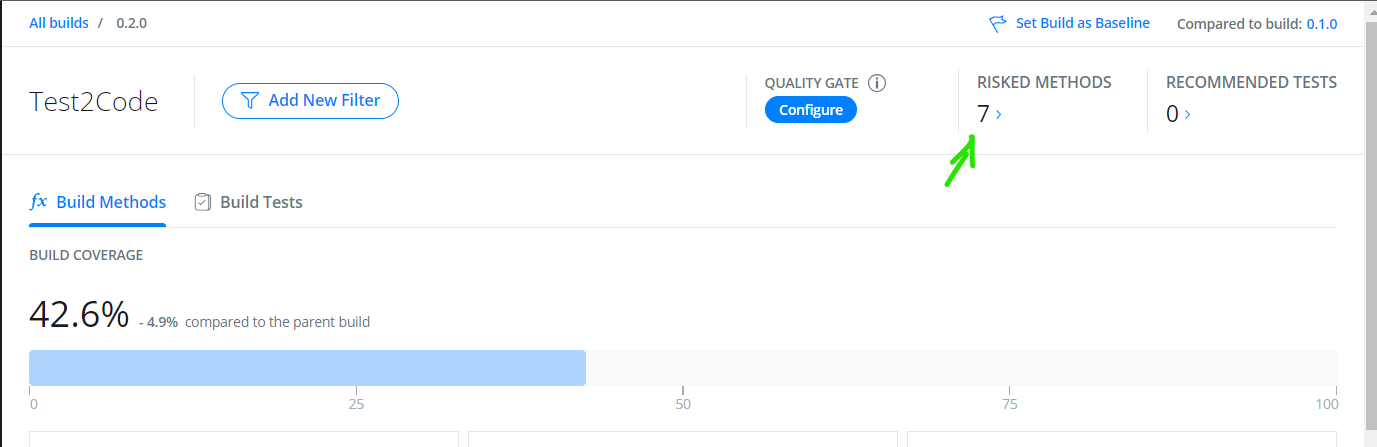 All builds / 0.2.0
Set Build as Baseline
Compared to build: 0.1.0
Test2Code
Add New Filter
QUALITY GATE
Configure
RISKED METHODS
7
RECOMMENDED TESTS
0
Build Methods
Build Tests
BUILD COVERAGE
42.6% - 4.9% compared to the parent build
0 25 50 75 100